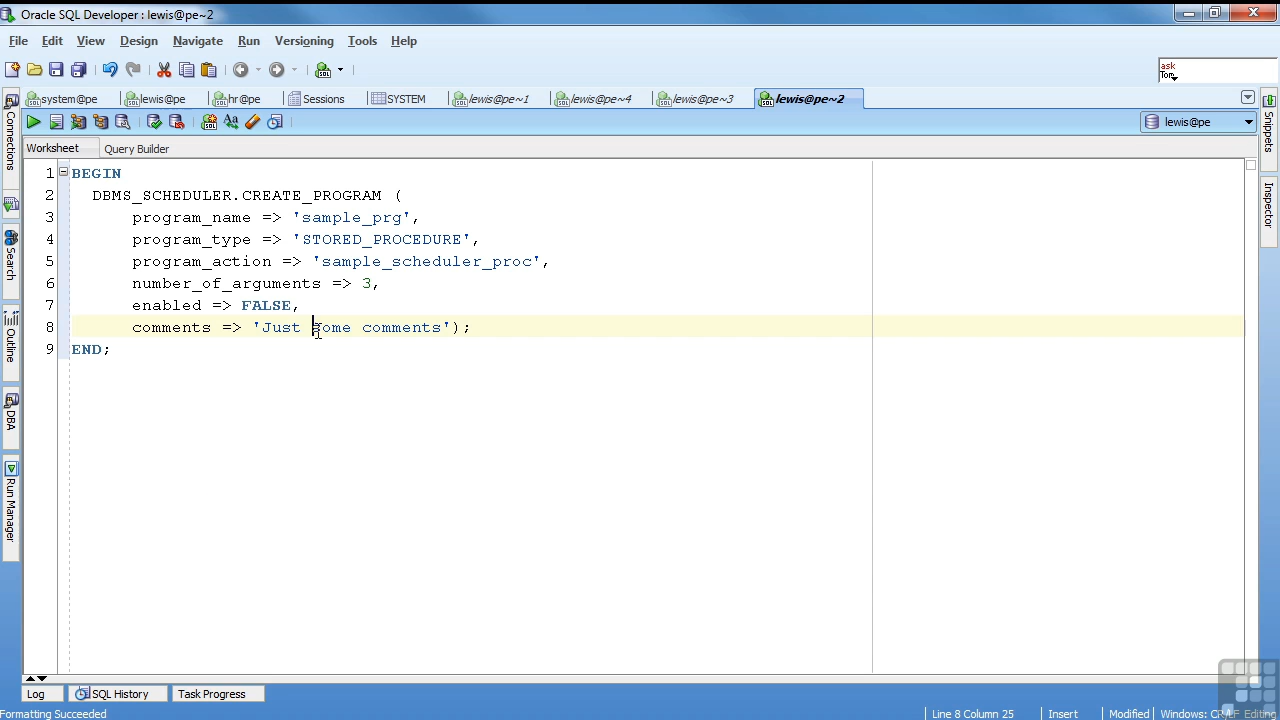 Oracle SQL Developer : lewis@pe~2
File Edit View Design Navigate Run Versioning Tools Help
ask
Tom
system@pe lewis@pe hr@pe Sessions SYSTEM lewis@pe~1 lewis@pe~4 lewis@pe~3 lewis@pe~2
lewis@pe
Worksheet Query Builder
Connections
Search
Outline
DBA
Run Manager
1 BEGIN
2 DBMS_SCHEDULER.CREATE_PROGRAM (
3 program_name => 'sample_prg',
4 program_type => 'STORED_PROCEDURE',
5 program_action => 'sample_scheduler_proc',
6 number_of_arguments => 3,
7 enabled => FALSE,
8 comments => 'Just some comments');
9 END;
Snippets
Inspector
Log SQL History Task Progress
Formatting Succeeded Line 8 Column 25 Insert Modified Windows: CR/LF Editing